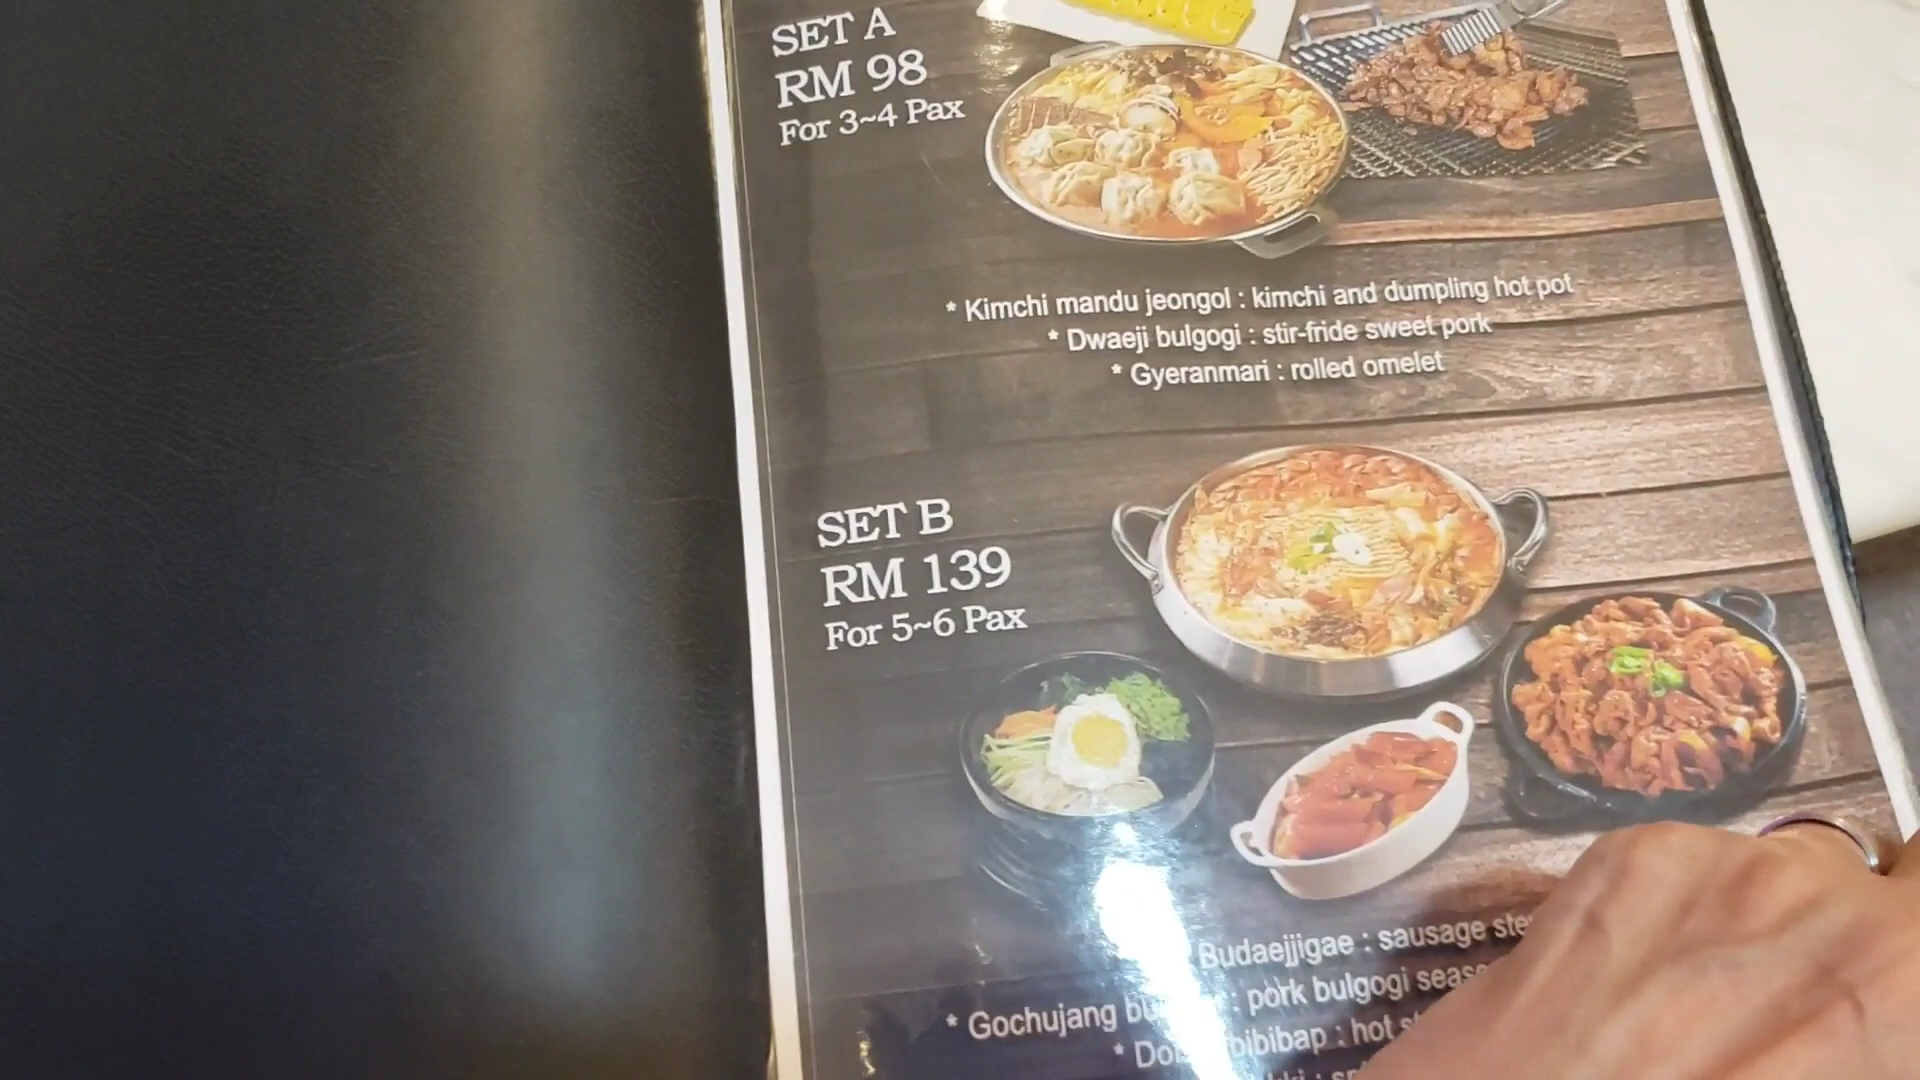 SET A
RM 98
For 3~4 Pax
* Kimchi mandu jeongol : kimchi and dumpling hot pot
* Dwaeji bulgogi : stir-fride sweet pork
* Gyeranmari : rolled omelet
SET B
RM 139
For 5~6 Pax
Budaejjigae : sausage
* Gochujang : pork bulgogi
* : hot